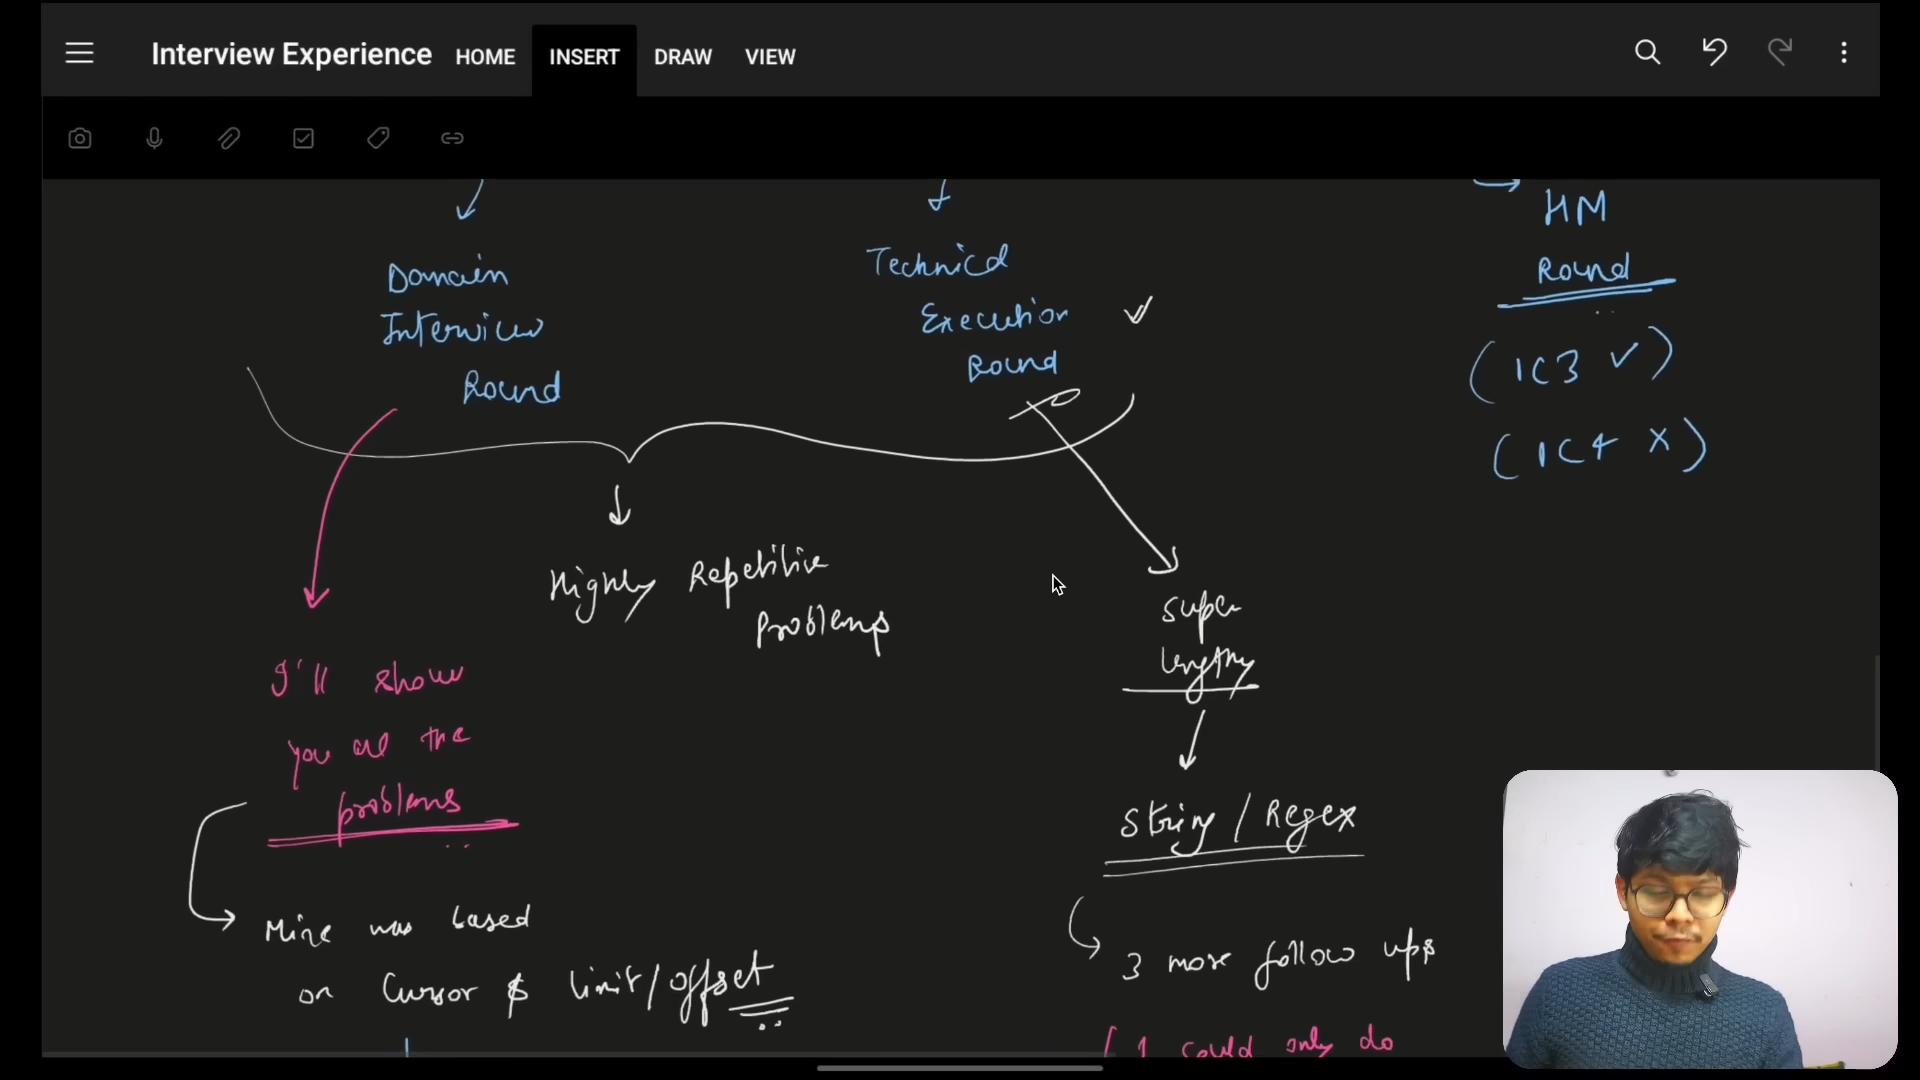 Interview Experience HOME INSERT DRAW VIEW
Domain
Interview
Round
Technical
Execution ✓
Round
HM
Round
(IC3 ✓)
(IC4 X)
Highly Repetitive
Problems
I'll show
you all the
problems
Mine was based
on Cursor & limit/offset
super
lengthy
String / Regex
3 more follow ups
I could only do